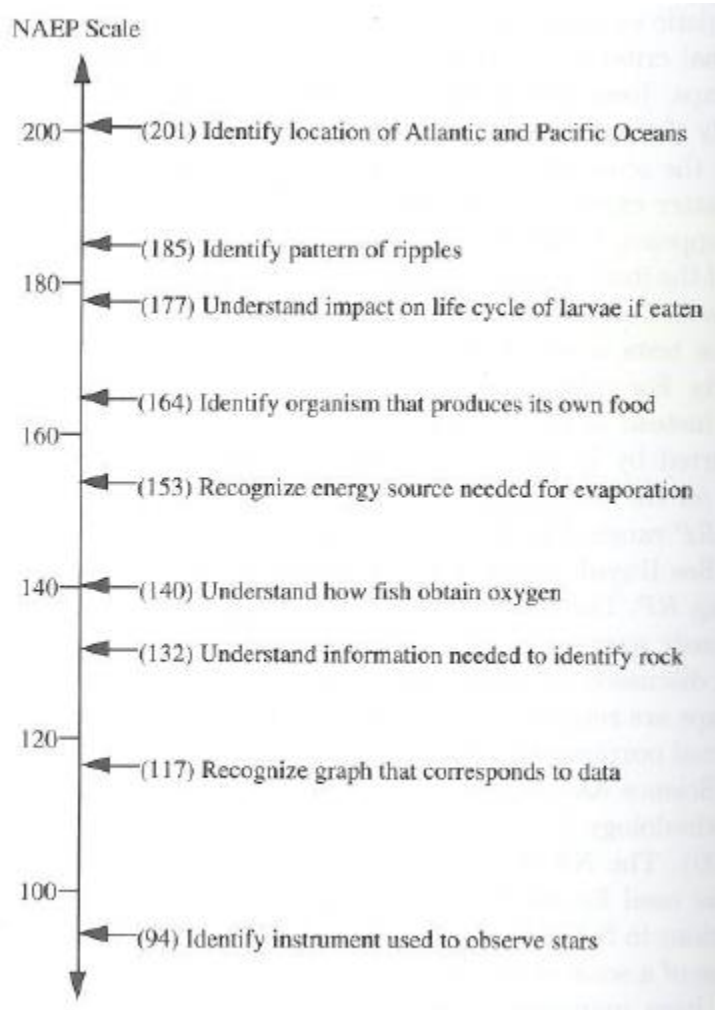 NAEP Scale
200
(201) Identify location of Atlantic and Pacific Oceans
(185) Identify pattern of ripples
180
(177) Understand impact on life cycle of larvae if eaten
(164) Identify organism that produces its own food
160
(153) Recognize energy source needed for evaporation
140
(140) Understand how fish obtain oxygen
(132) Understand information needed to identify rock
120
(117) Recognize graph that corresponds to data
100
(94) Identify instrument used to observe stars